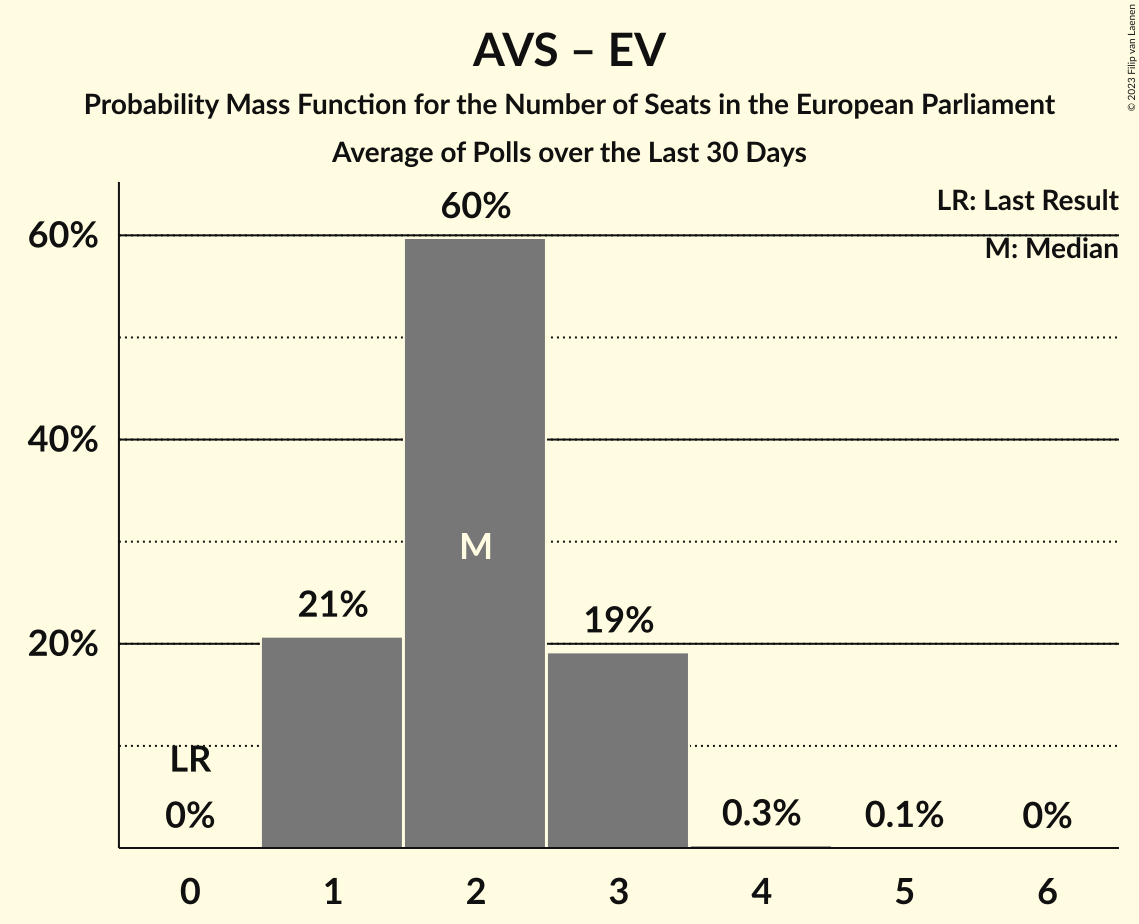 AVS – EV
Probability Mass Function for the Number of Seats in the European Parliament
Average of Polls over the Last 30 Days
© 2023 Filip van Laenen
LR: Last Result
M: Median
60%
40%
20%
LR
0%
21%
60%
M
19%
0.3%
0.1%
0%
0 1 2 3 4 5 6